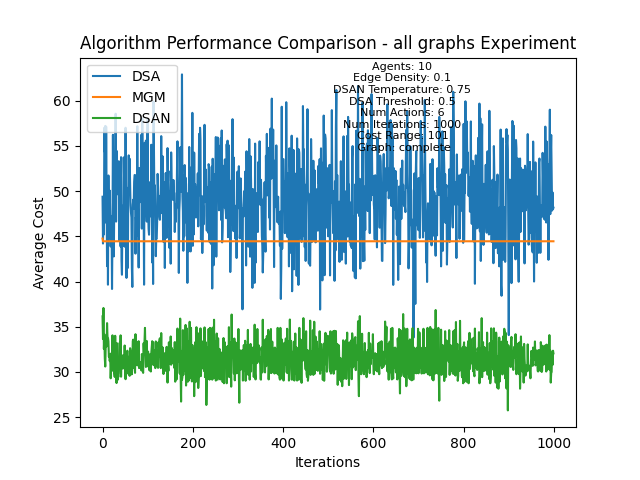 Algorithm Performance Comparison - all graphs Experiment
DSA
MGM
DSAN
Agents: 10
Edge Density: 0.1
DSAN Temperature: 0.75
DSA Threshold: 0.5
Num Actions: 6
Num Iterations: 1000
Cost Range: 101
Graph: complete
Average Cost
60
55
50
45
40
35
30
25
0
200
400
600
800
1000
Iterations